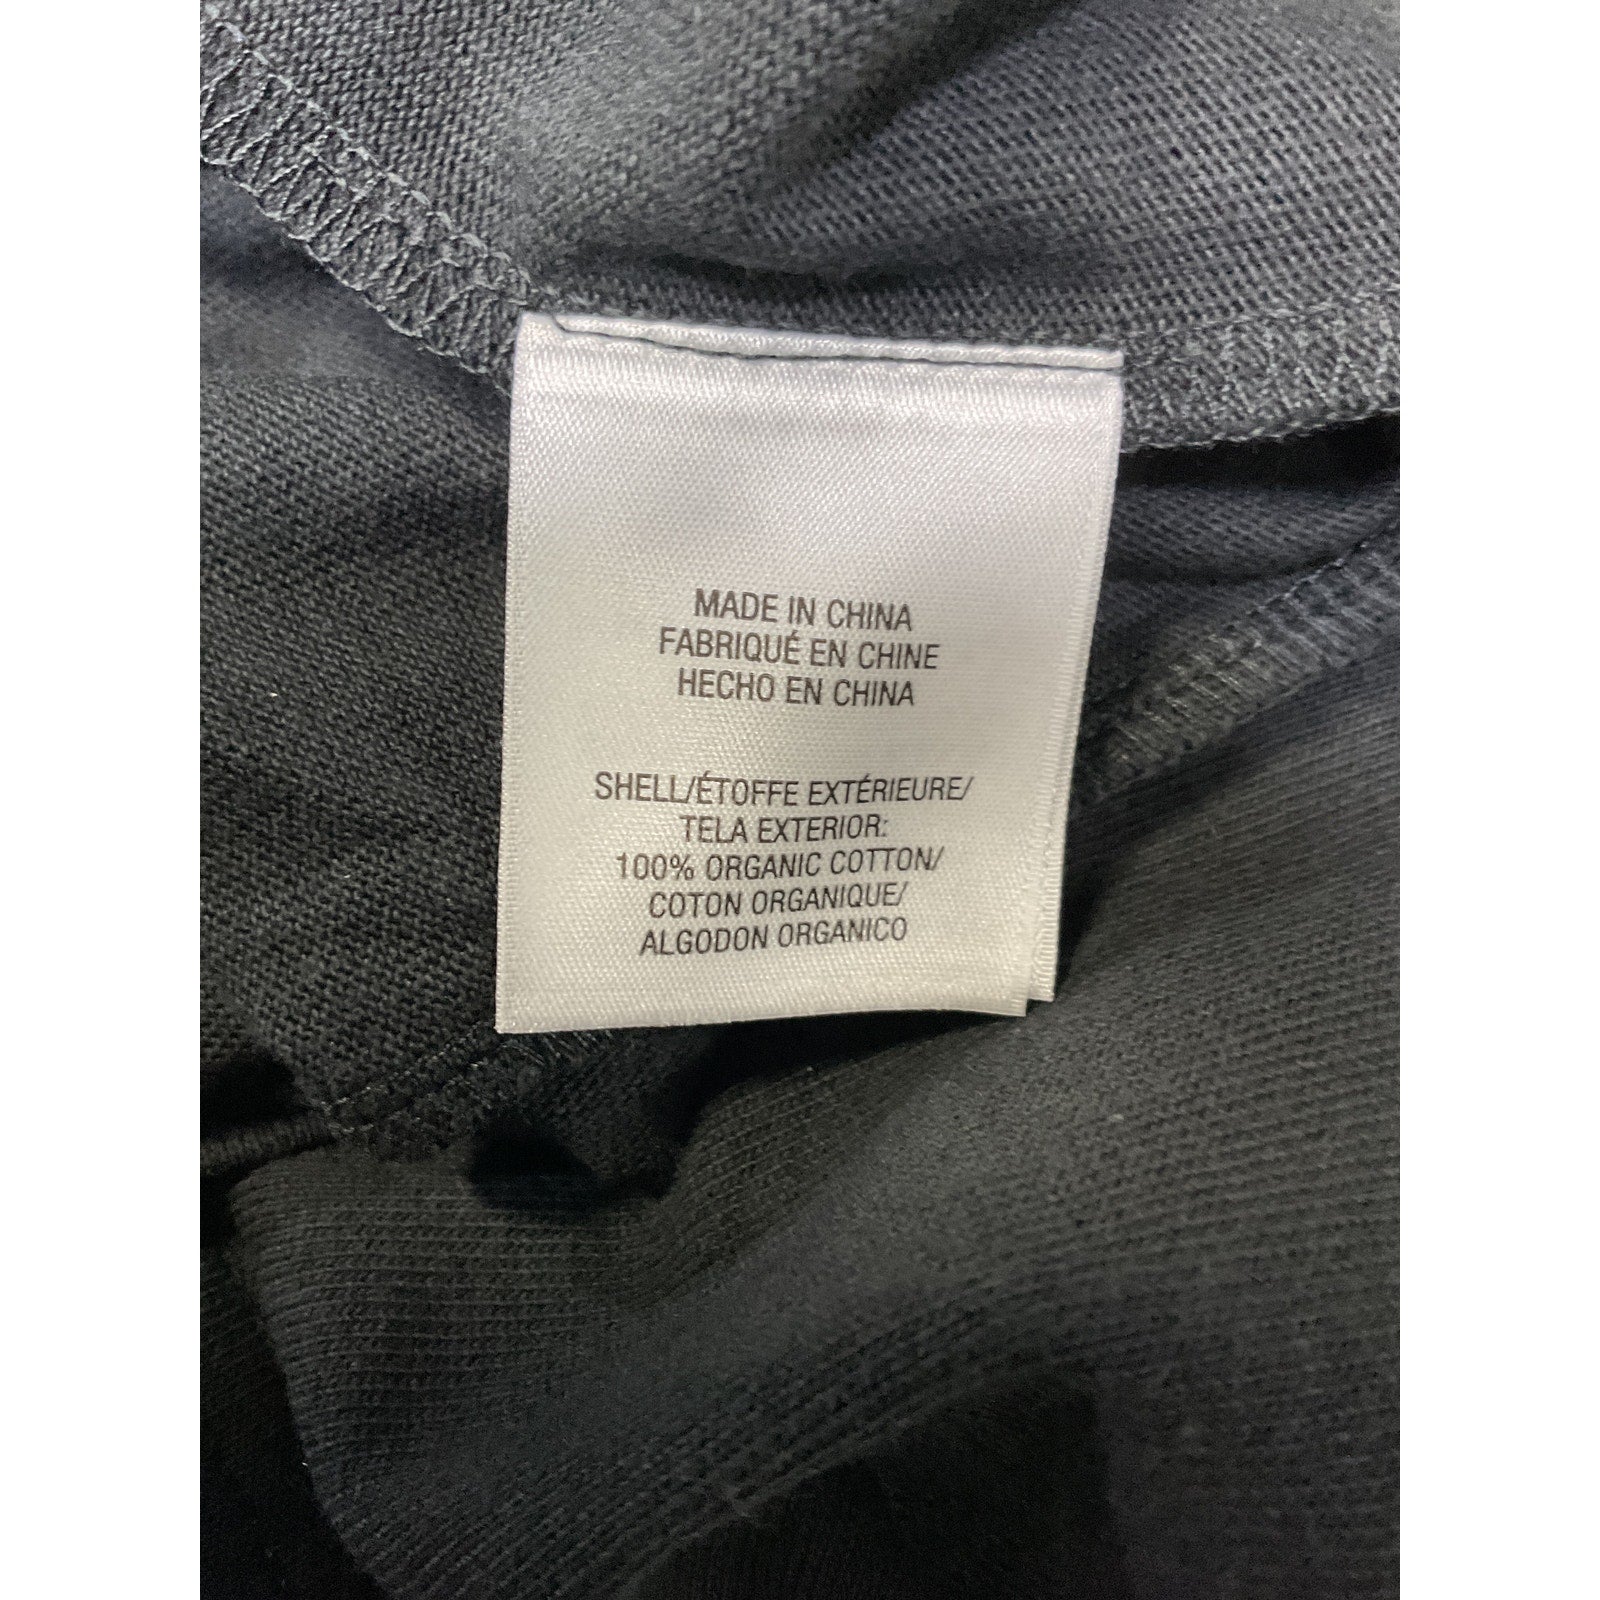 MADE IN CHINA
FABRIQUÉ EN CHINE
HECHO EN CHINA
SHELL/ÉTOFFE EXTÉRIEURE/
TELA EXTERIOR:
100% ORGANIC COTTON/
COTON ORGANIQUE/
ALGODON ORGANICO